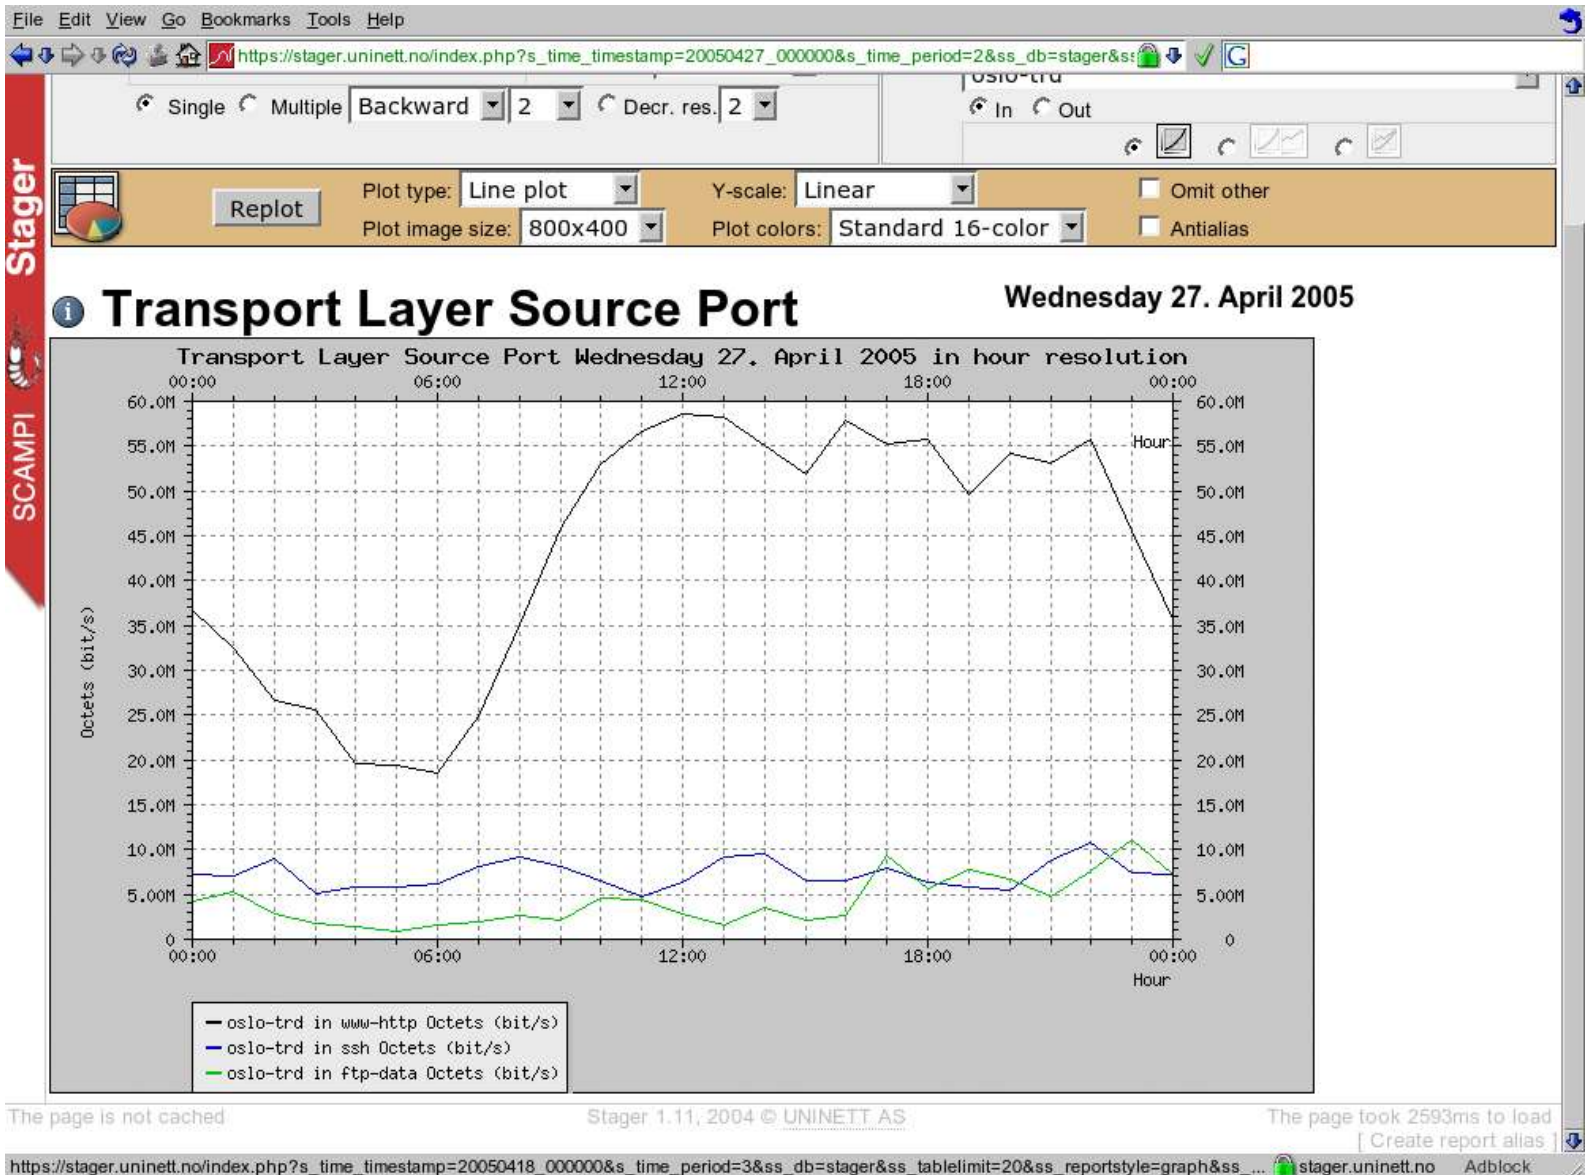 File Edit View Go Bookmarks Tools Help
https://stager.uninett.no/index.php?s_time_timestamp=20050427_000000&s_time_period=2&ss_db=stager&ss
oslo-trd
Single Multiple Backward 2 Decr. res. 2
In Out
Stager
SCAMPI
Replot
Plot type: Line plot Y-scale: Linear Omit other
Plot image size: 800x400 Plot colors: Standard 16-color Antialias
Transport Layer Source Port
Wednesday 27. April 2005
Transport Layer Source Port Wednesday 27. April 2005 in hour resolution
00:00 06:00 12:00 18:00 00:00
60.0M 60.0M
Hour
55.0M 55.0M
50.0M 50.0M
45.0M 45.0M
40.0M 40.0M
35.0M 35.0M
30.0M 30.0M
25.0M 25.0M
20.0M 20.0M
15.0M 15.0M
10.0M 10.0M
5.00M 5.00M
0 0
Octets (bit/s)
00:00 06:00 12:00 18:00 00:00
Hour
oslo-trd in www-http Octets (bit/s)
oslo-trd in ssh Octets (bit/s)
oslo-trd in ftp-data Octets (bit/s)
The page is not cached Stager 1.11, 2004 © UNINETT AS The page took 2593ms to load
[ Create report alias ]
https://stager.uninett.no/index.php?s_time_timestamp=20050418_000000&s_time_period=3&ss_db=stager&ss_tablelimit=20&ss_reportstyle=graph&ss_... stager.uninett.no Adblock